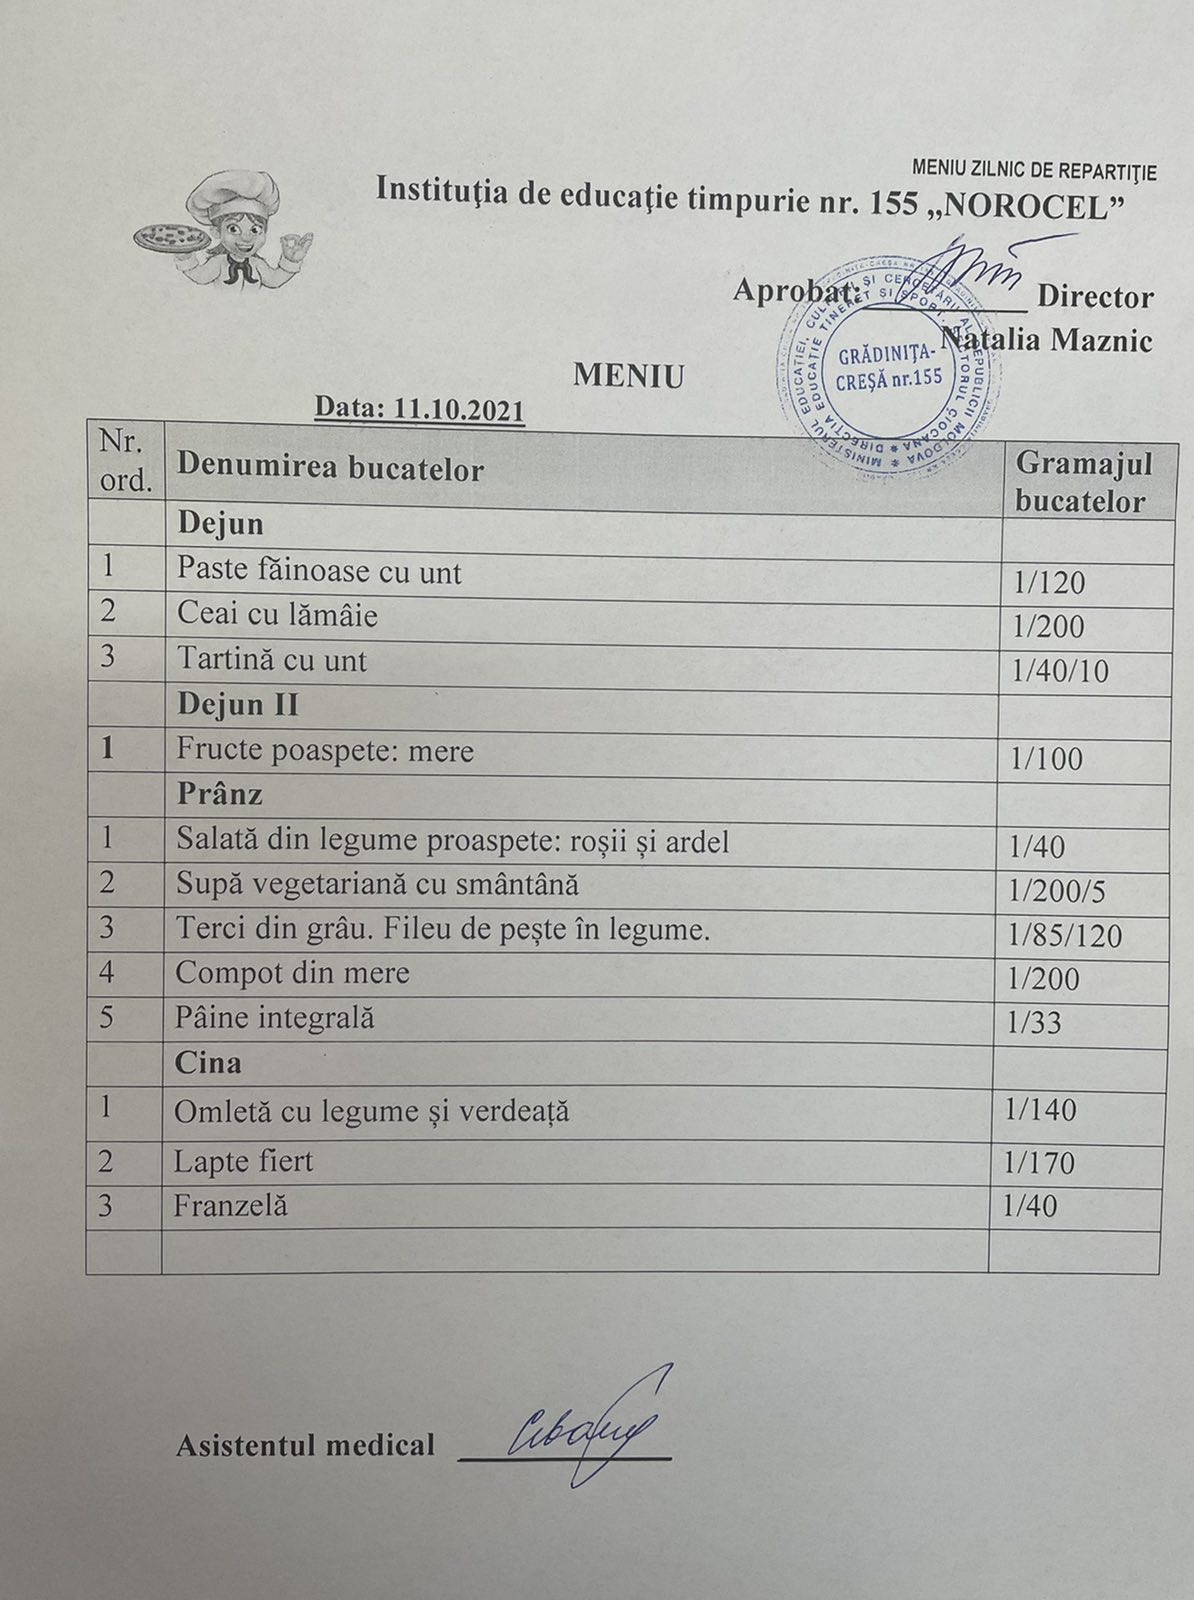 MENIU ZILNIC DE REPARTIŢIE
Instituţia de educaţie timpurie nr. 155 „NOROCEL”
Aprobat: Director
Natalia Maznic
GRĂDINIŢA-
CREŞĂ nr.155
MENIU
Data: 11.10.2021
Nr. ord. Denumirea bucatelor Gramajul bucatelor
Dejun
1 Paste făinoase cu unt 1/120
2 Ceai cu lămâie 1/200
3 Tartină cu unt 1/40/10
Dejun II
1 Fructe poaspete: mere 1/100
Prânz
1 Salată din legume proaspete: roșii și ardel 1/40
2 Supă vegetariană cu smântână 1/200/5
3 Terci din grâu. Fileu de pește în legume. 1/85/120
4 Compot din mere 1/200
5 Pâine integrală 1/33
Cina
1 Omletă cu legume și verdeață 1/140
2 Lapte fiert 1/170
3 Franzelă 1/40
Asistentul medical